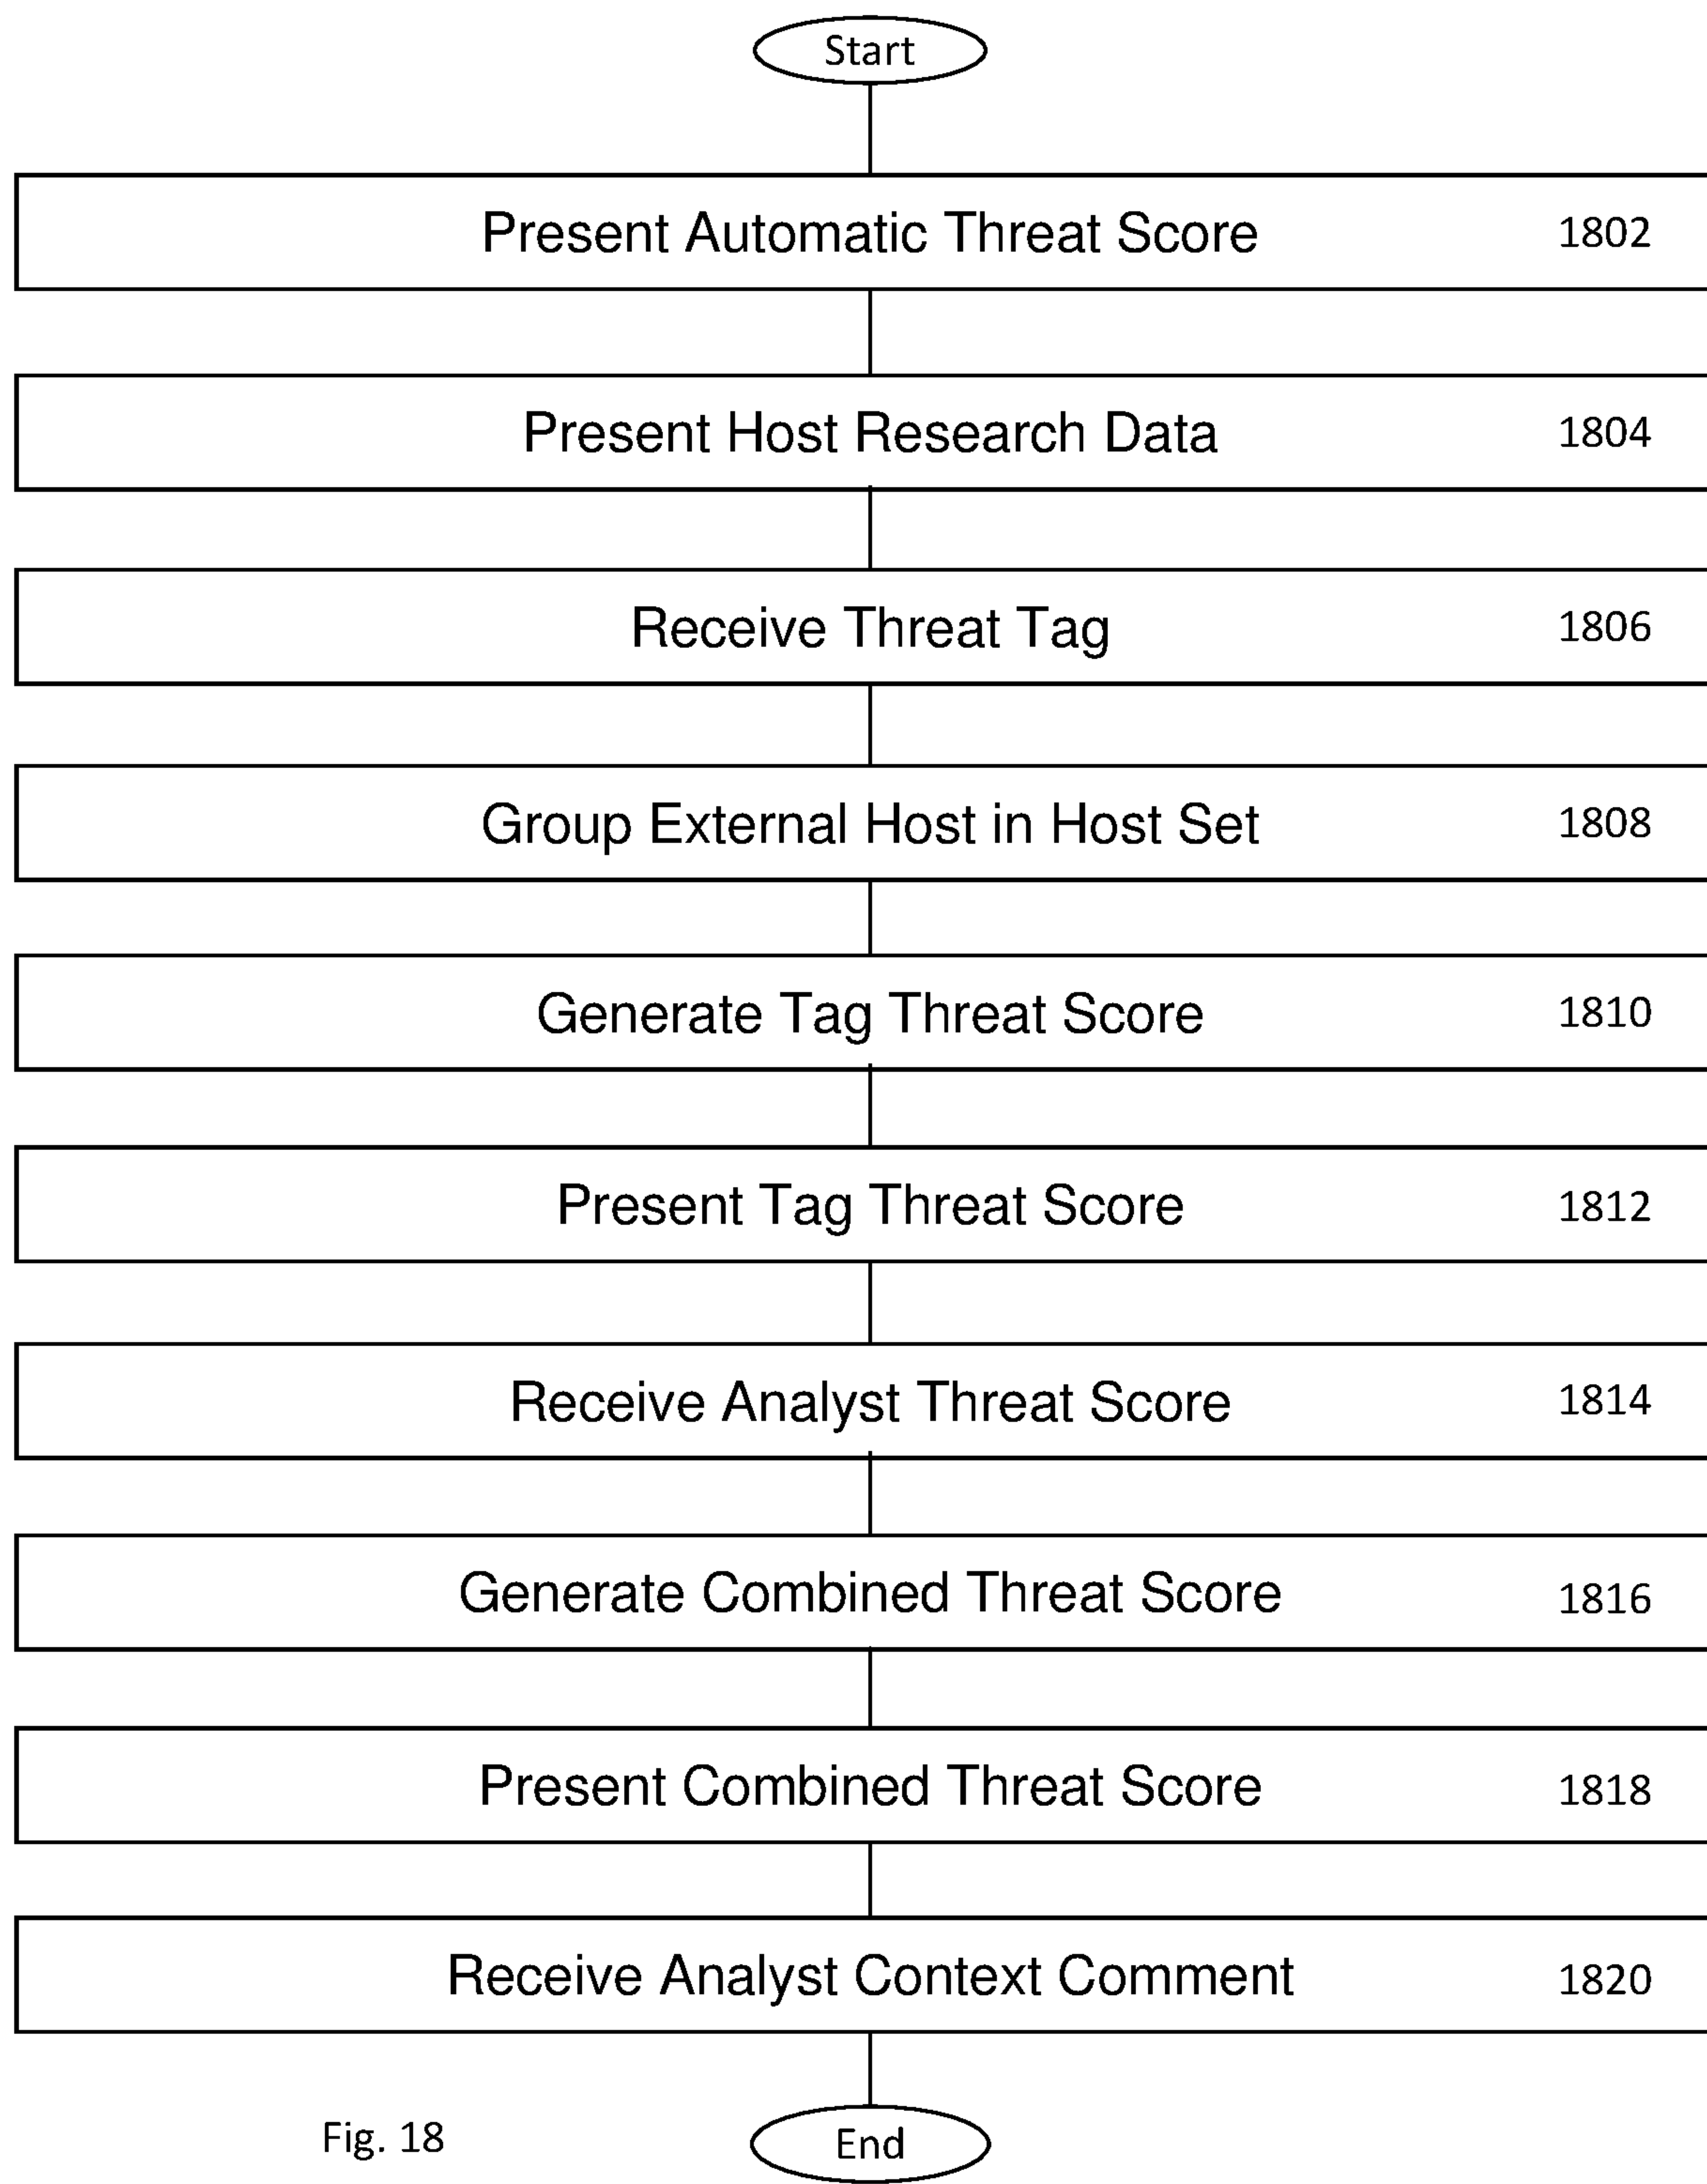 Start
Present Automatic Threat Score 1802
Present Host Research Data 1804
Receive Threat Tag 1806
Group External Host in Host Set 1808
Generate Tag Threat Score 1810
Present Tag Threat Score 1812
Receive Analyst Threat Score 1814
Generate Combined Threat Score 1816
Present Combined Threat Score 1818
Receive Analyst Context Comment 1820
Fig. 18 End